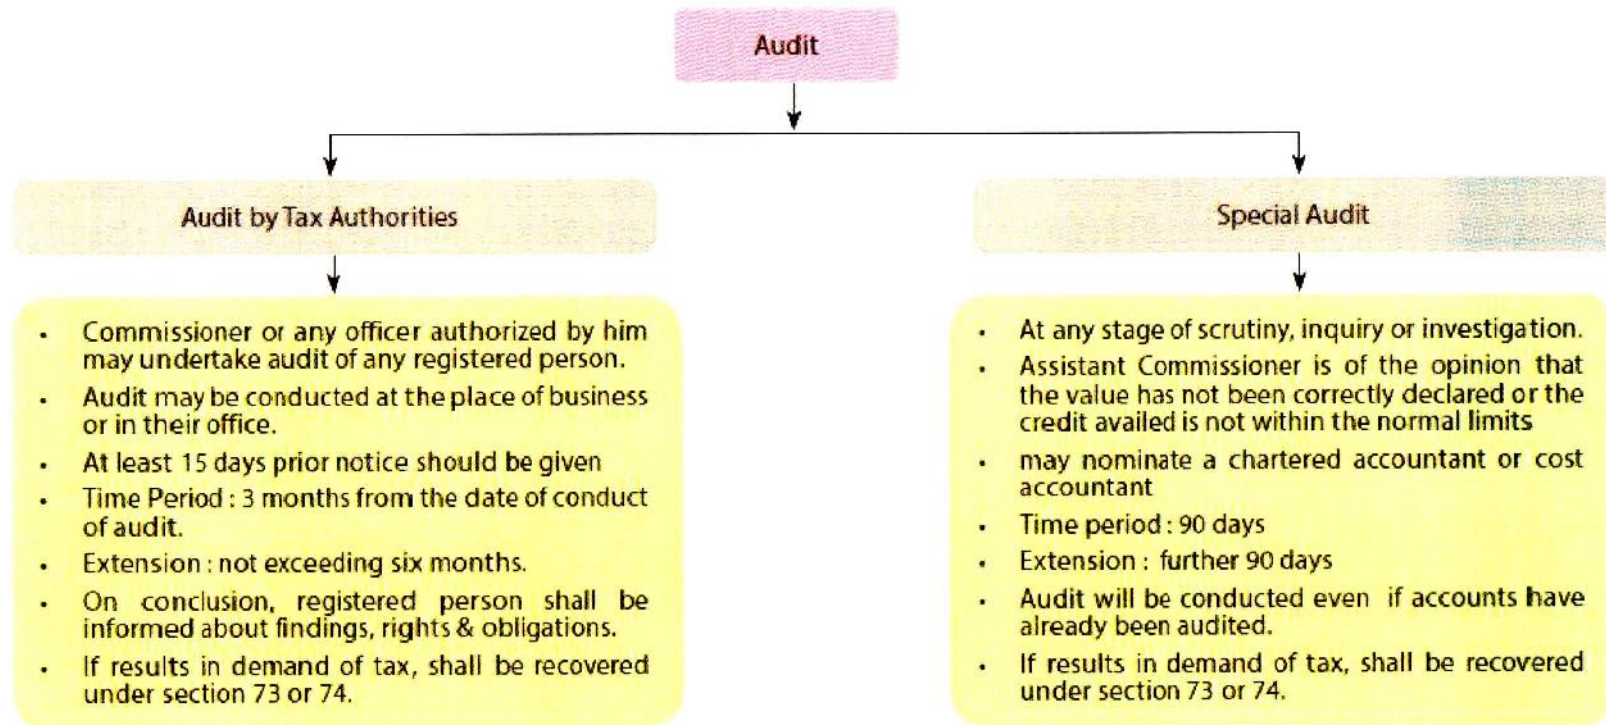 Audit
Audit by Tax Authorities
• Commissioner or any officer authorized by him
may undertake audit of any registered person.
• Audit may be conducted at the place of business
or in their office.
• At least 15 days prior notice should be given
• Time Period : 3 months from the date of conduct
of audit.
• Extension : not exceeding six months.
• On conclusion, registered person shall be
informed about findings, rights & obligations.
• If results in demand of tax, shall be recovered
under section 73 or 74.
Special Audit
• At any stage of scrutiny, inquiry or investigation.
• Assistant Commissioner is of the opinion that
the value has not been correctly declared or the
credit availed is not within the normal limits
• may nominate a chartered accountant or cost
accountant
• Time period : 90 days
• Extension : further 90 days
• Audit will be conducted even if accounts have
already been audited.
• If results in demand of tax, shall be recovered
under section 73 or 74.